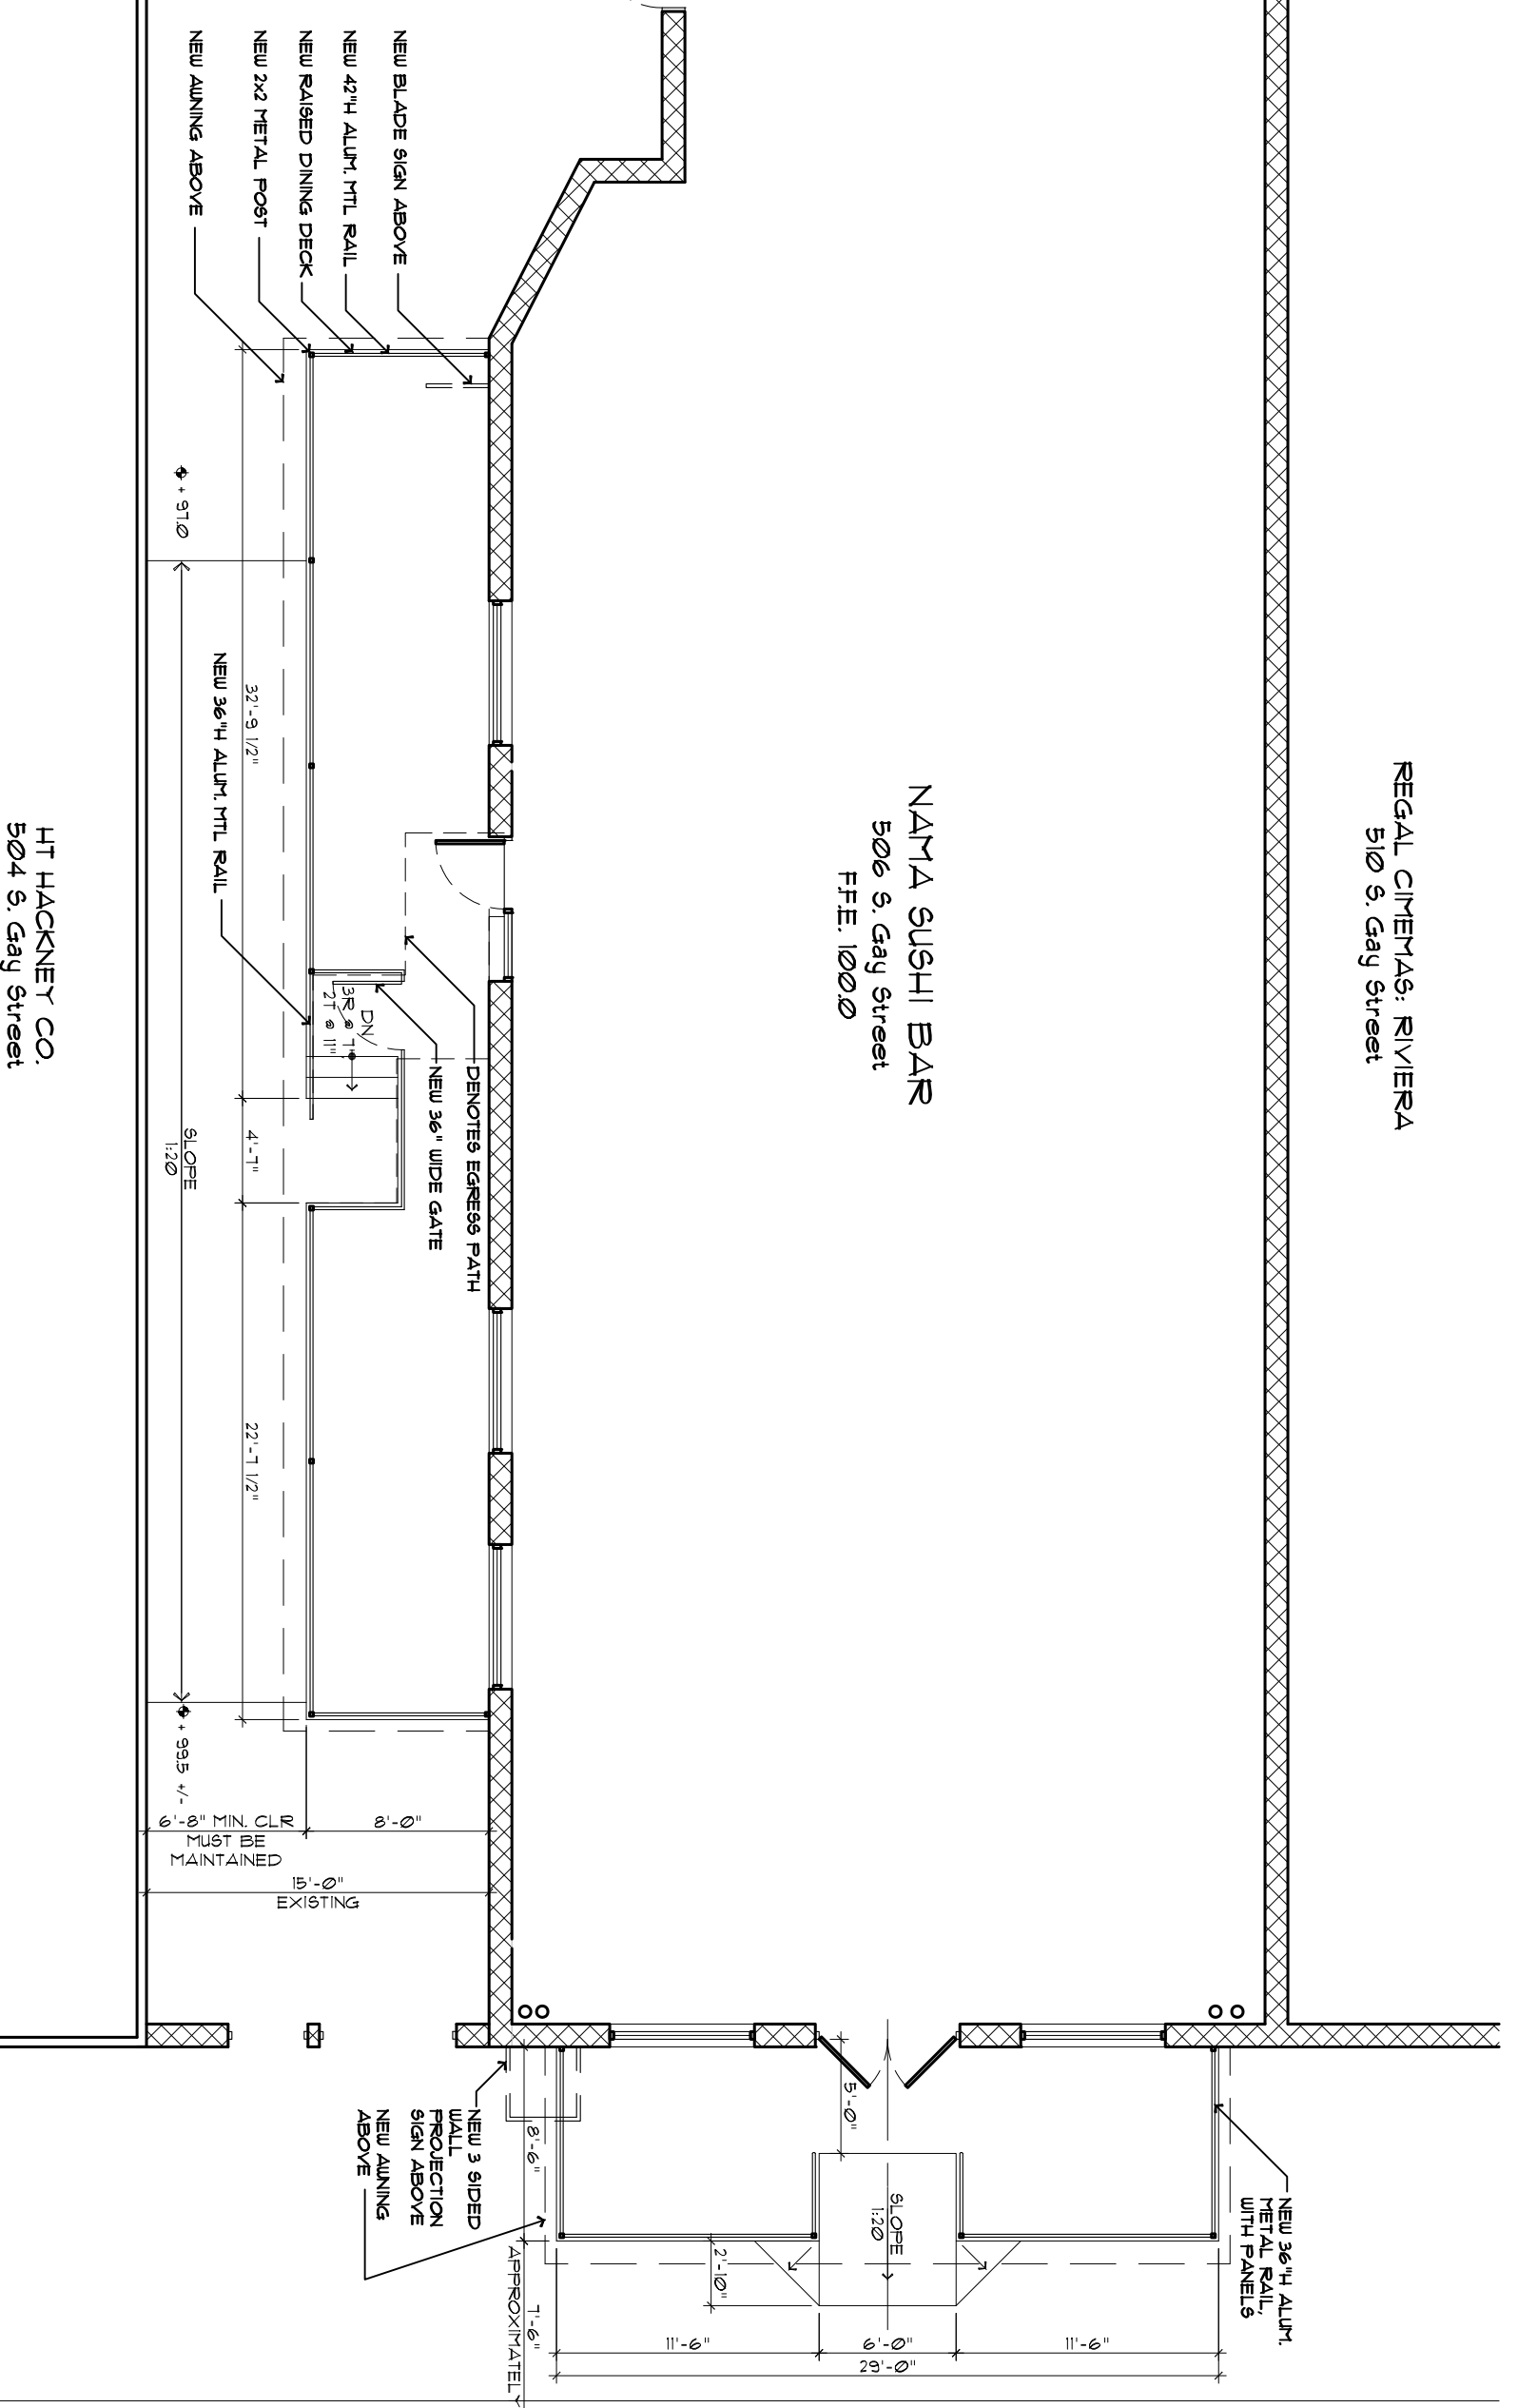 REGAL CIMEMAS: RIVIERA
510 S. Gay Street
NAMA SUSHI BAR
506 S. Gay Street
F.F.E. 100.0
HT HACKNEY CO.
504 S. Gay Street
NEW BLADE SIGN ABOVE
NEW 42"H ALUM. MTL RAIL
NEW RAISED DINING DECK
NEW 2x2 METAL POST
NEW AWNING ABOVE
+ 97.0
32'-9 1/2"
NEW 36"H ALUM. MTL RAIL
DN
3R @ 7"
2T @ 11"
DENOTES EGRESS PATH
NEW 36" WIDE GATE
4'-7"
SLOPE
1:20
22'-7 1/2"
+ 99.5 +/-
6'-8" MIN. CLR
MUST BE
MAINTAINED
8'-0"
15'-0"
EXISTING
NEW 3 SIDED
WALL
PROJECTION
SIGN ABOVE
NEW AWNING
ABOVE
8'-6"
7'-6"
APPROXIMATELY
5'-0"
SLOPE
1:20
2'-10"
NEW 36"H ALUM.
METAL RAIL,
WITH PANELS
11'-6"
6'-0"
11'-6"
29'-0"